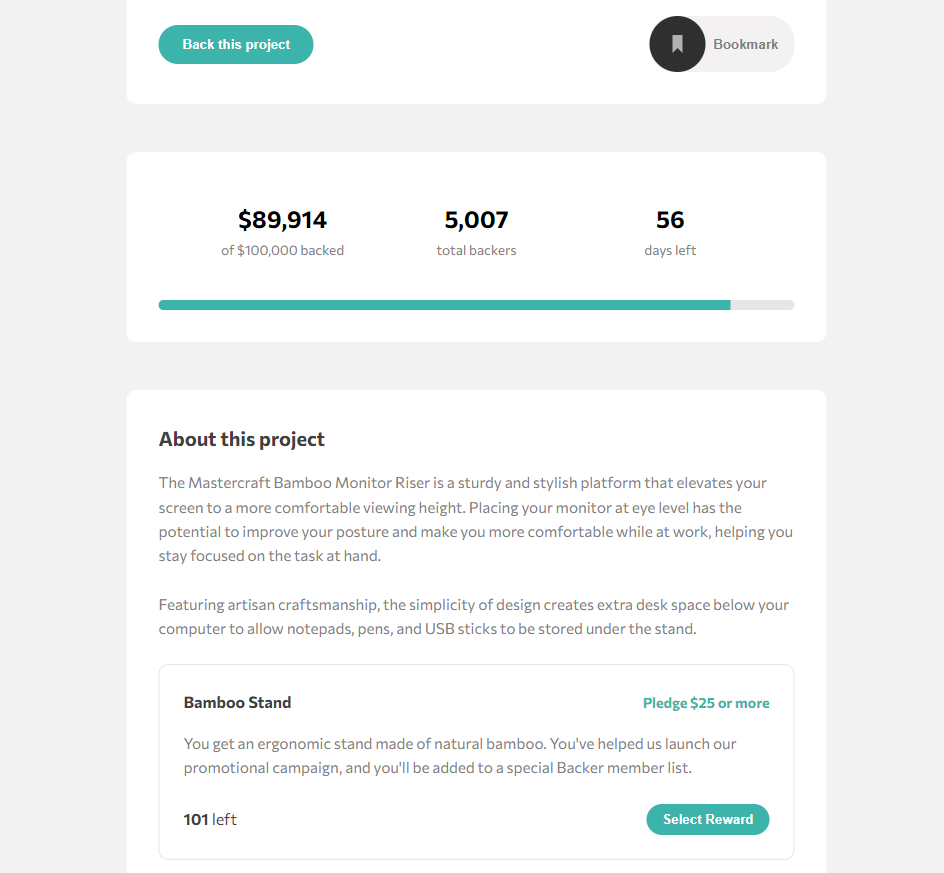 Back this project
Bookmark
$89,914
5,007
56
of $100,000 backed
total backers
days left
About this project
The Mastercraft Bamboo Monitor Riser is a sturdy and stylish platform that elevates your
screen to a more comfortable viewing height. Placing your monitor at eye level has the
potential to improve your posture and make you more comfortable while at work, helping you
stay focused on the task at hand.
Featuring artisan craftsmanship, the simplicity of design creates extra desk space below your
computer to allow notepads, pens, and USB sticks to be stored under the stand.
Bamboo Stand
Pledge $25 or more
You get an ergonomic stand made of natural bamboo. You've helped us launch our
promotional campaign, and you'll be added to a special Backer member list.
101 left
Select Reward